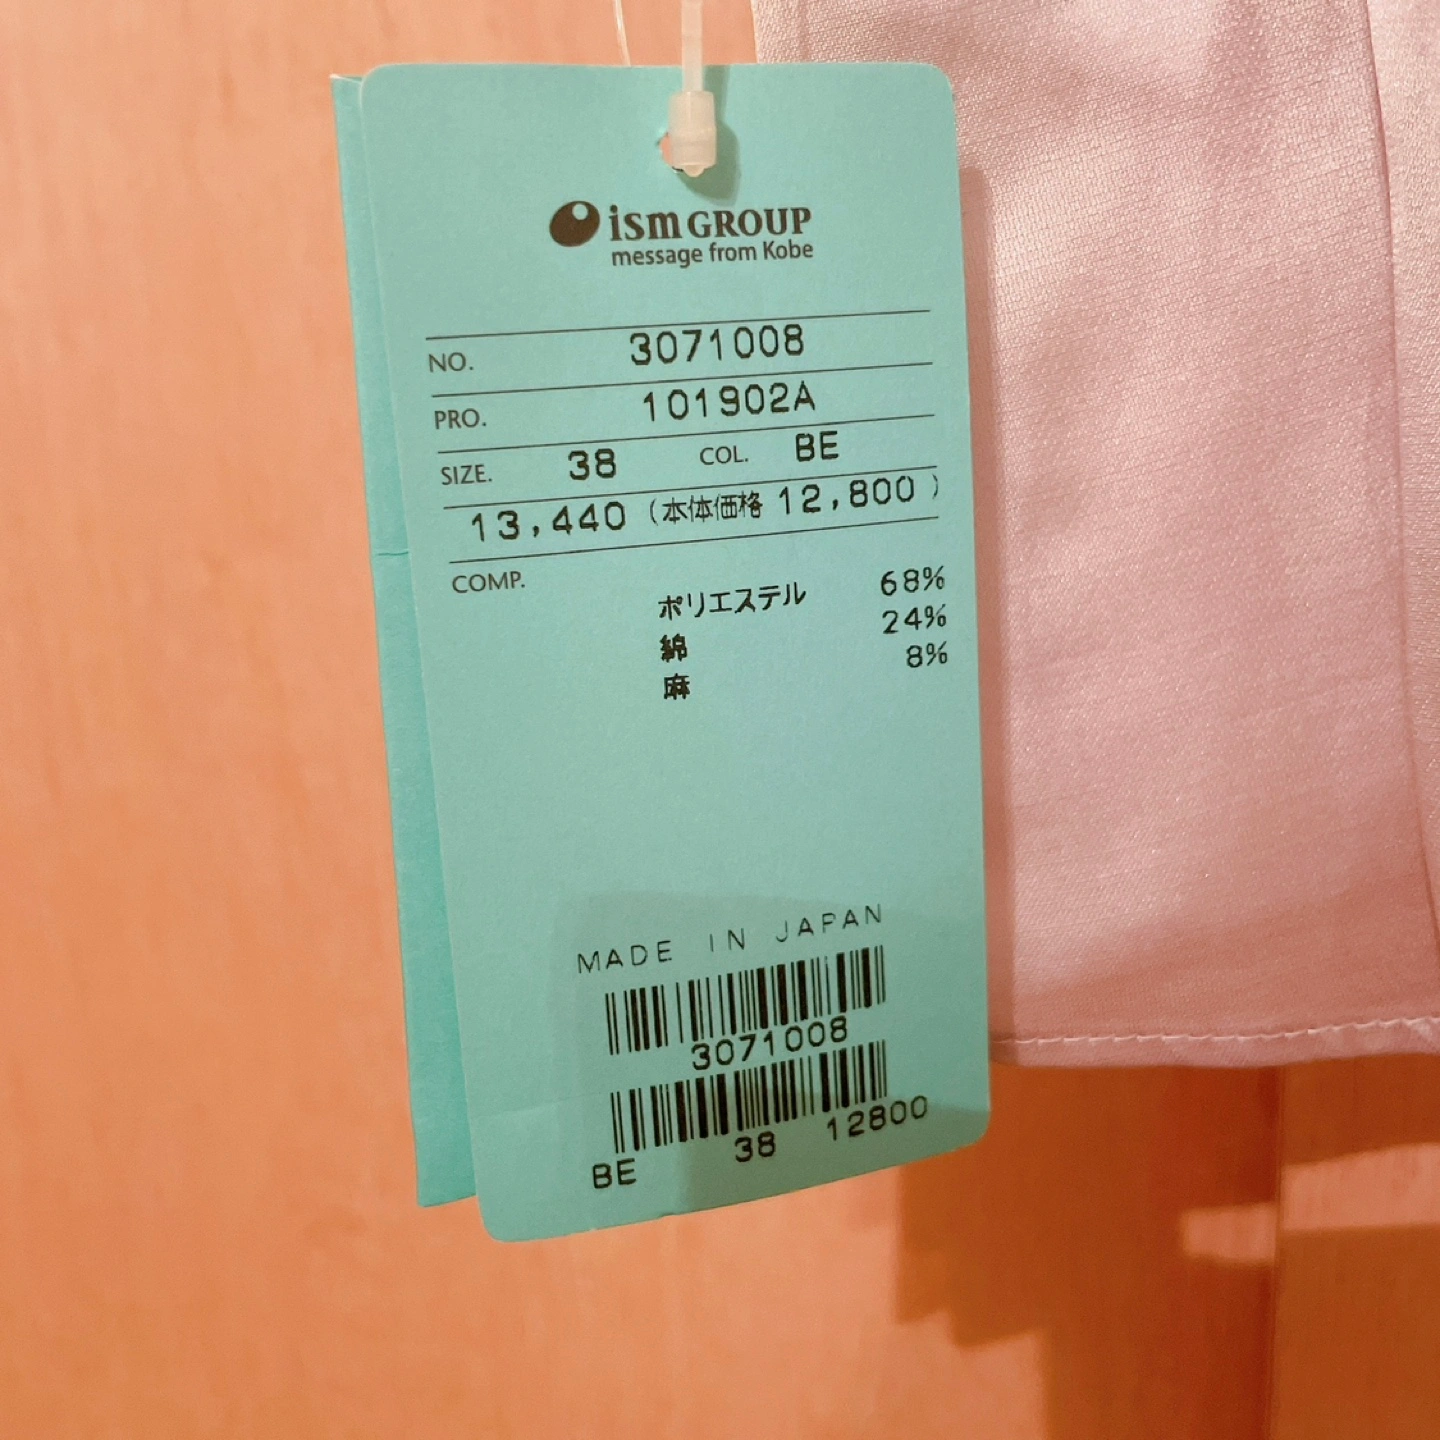 ism GROUP
message from Kobe
NO. 3071008
PRO. 101902A
SIZE. 38 COL. BE
13,440 (本体価格 12,800 )
COMP.
ポリエステル 68%
綿 24%
麻 8%
MADE IN JAPAN
3071008
BE 38 12800